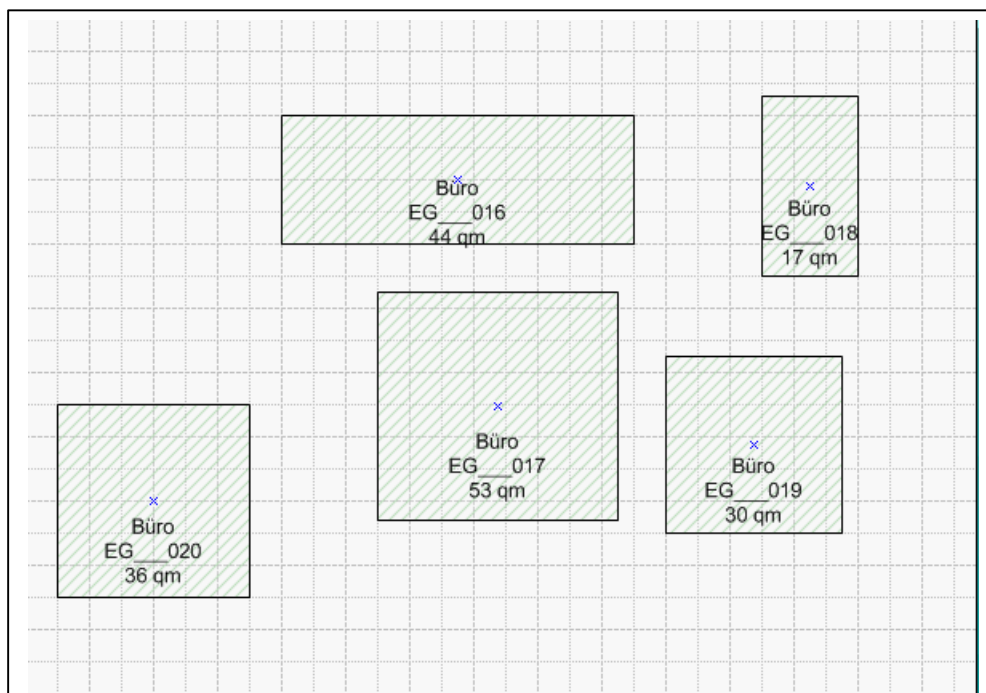 Büro
EG___016
44 qm
Büro
EG___018
17 qm
Büro
EG___017
53 qm
Büro
EG___019
30 qm
Büro
EG___020
36 qm